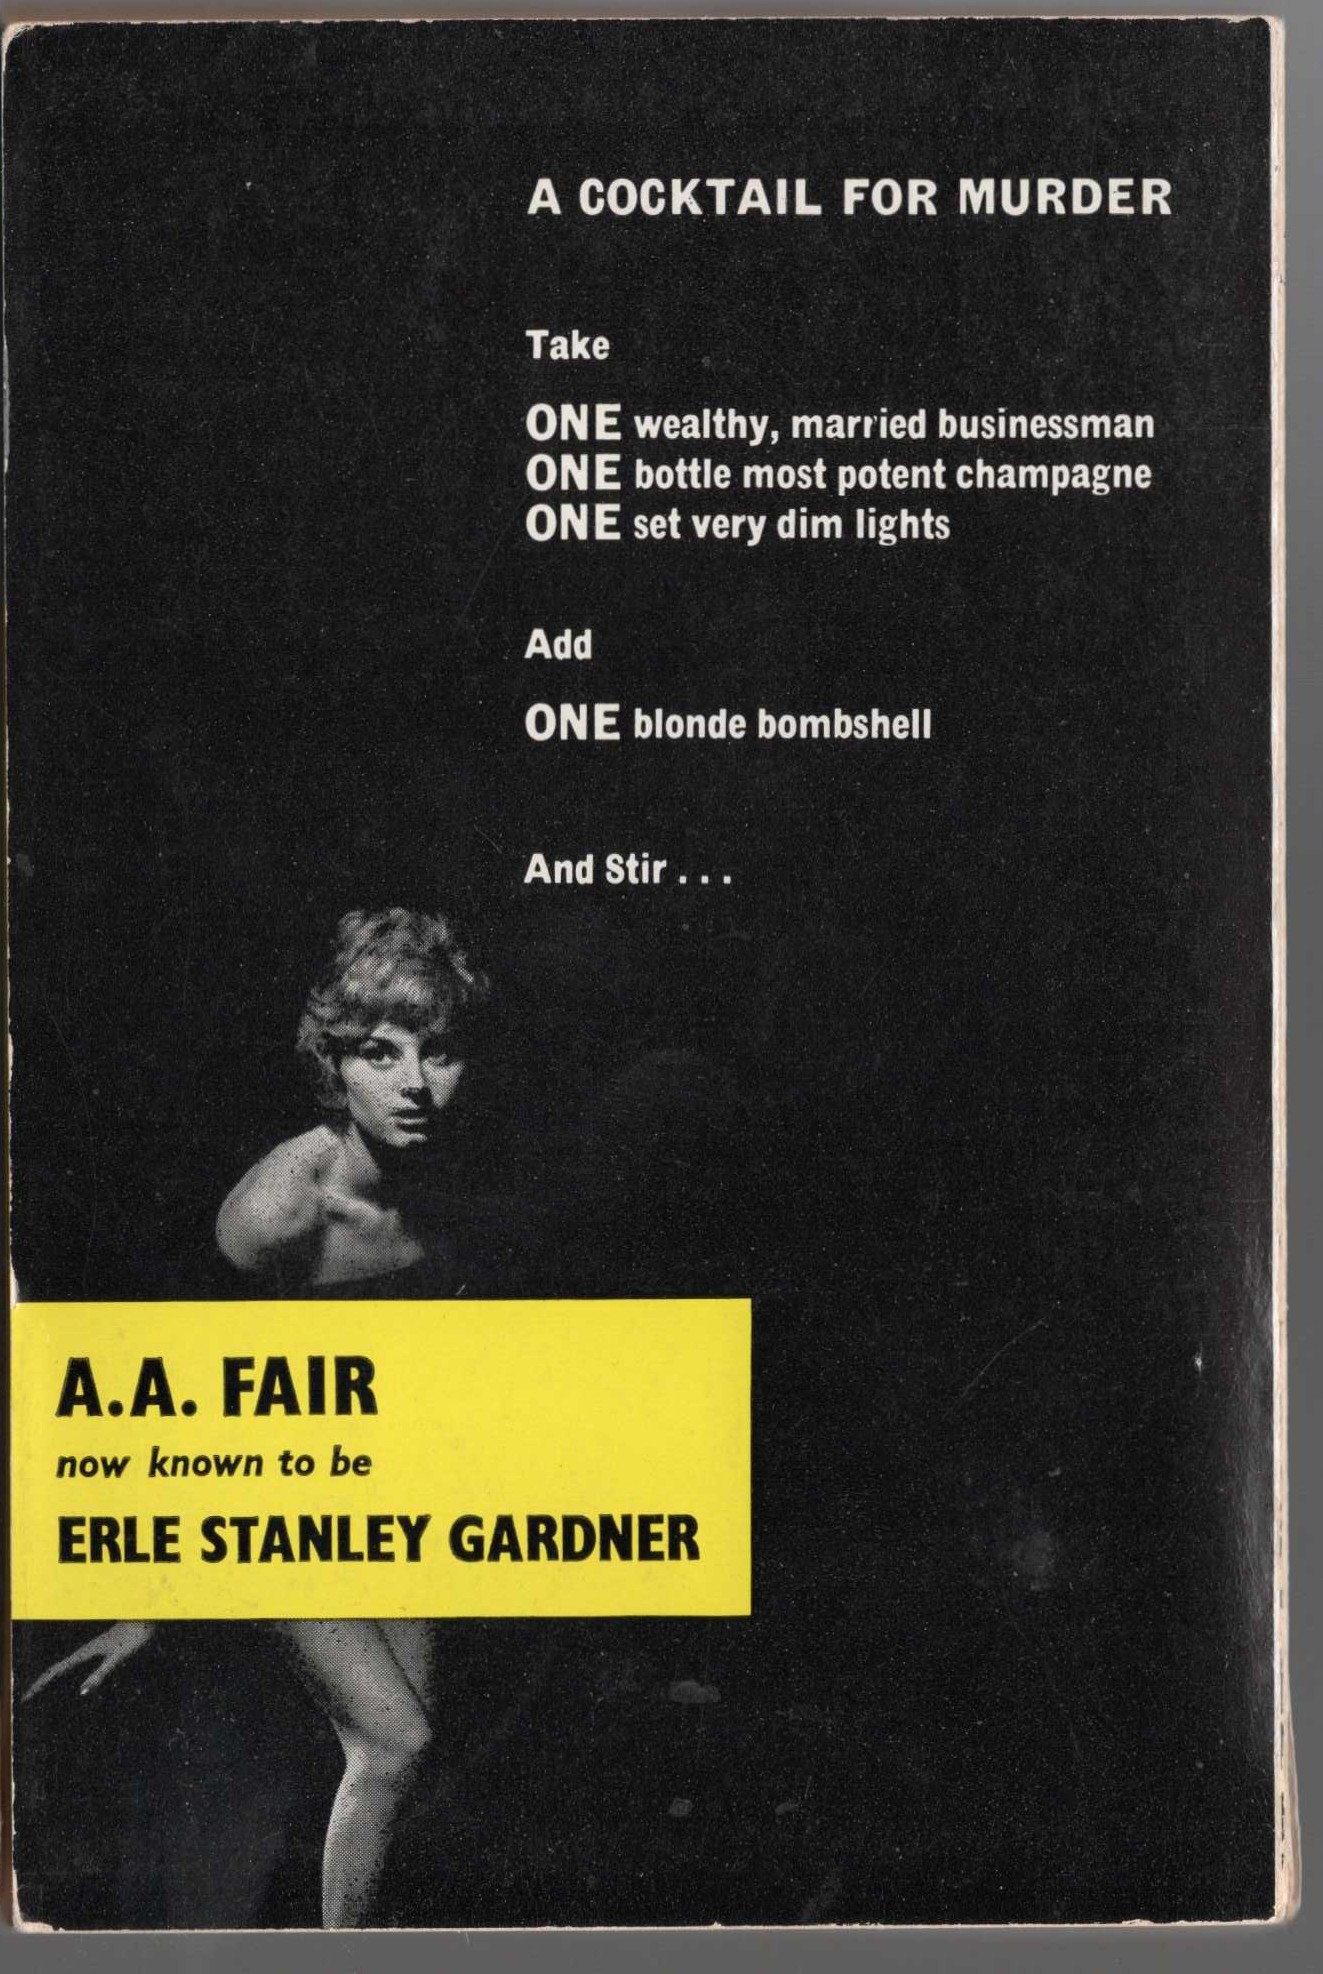 A COCKTAIL FOR MURDER
Take
ONE wealthy, married businessman
ONE bottle most potent champagne
ONE set very dim lights
Add
ONE blonde bombshell
And Stir . . .
A.A. FAIR
now known to be
ERLE STANLEY GARDNER